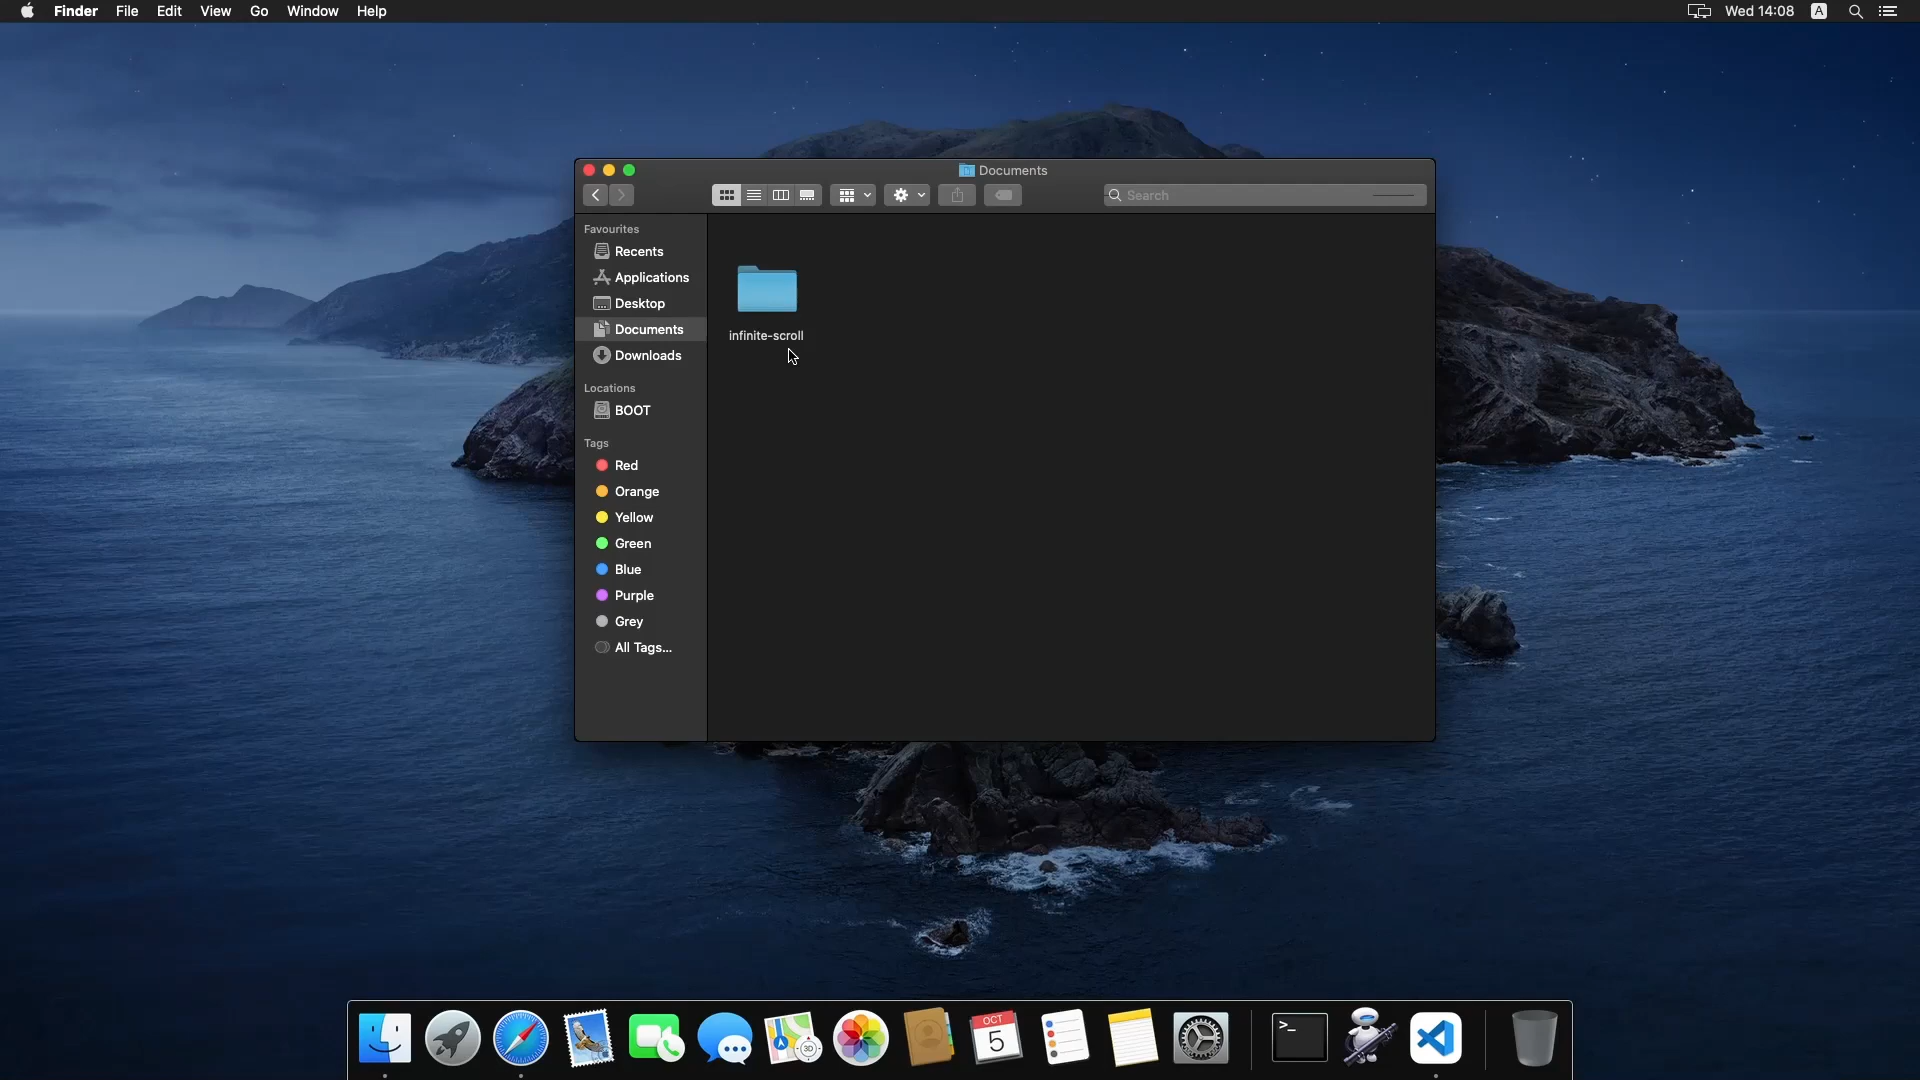 Finder File Edit View Go Window Help
Wed 14:08 A
Documents
Search
Favourites
Recents
Applications
Desktop
Documents
Downloads
Locations
BOOT
Tags
Red
Orange
Yellow
Green
Blue
Purple
Grey
All Tags...
infinite-scroll
3D
OCT
5
>_